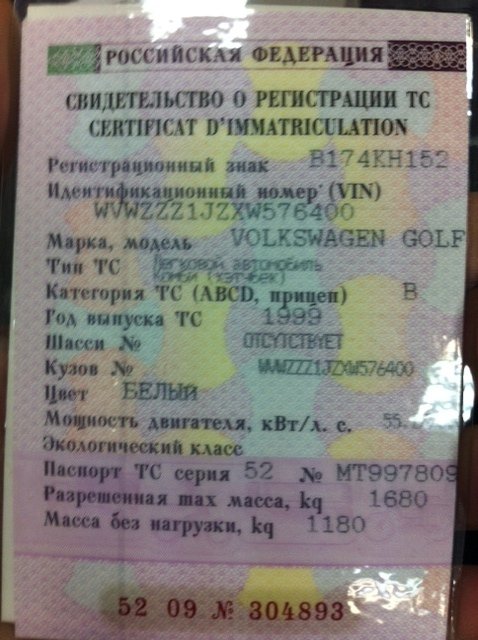 РОССИЙСКАЯ ФЕДЕРАЦИЯ
СВИДЕТЕЛЬСТВО О РЕГИСТРАЦИИ ТС
CERTIFICAT D'IMMATRICULATION
Регистрационный знак В174КН152
Идентификационный номер (VIN)
WVWZZZ1JZXW576400
Марка, модель VOLKSWAGEN GOLF
Тип ТС Легковой автомобиль
комби (хэтчбек)
Категория ТС (ABCD, прицеп) B
Год выпуска ТС 1999
Шасси № ОТСУТСТВУЕТ
Кузов № WVWZZZ1JZXW576400
Цвет БЕЛЫЙ
Мощность двигателя, кВт/л. с. 55.
Экологический класс
Паспорт ТС серия 52 № МТ997809
Разрешенная max масса, kg 1680
Масса без нагрузки, kg 1180
52 09 № 304893